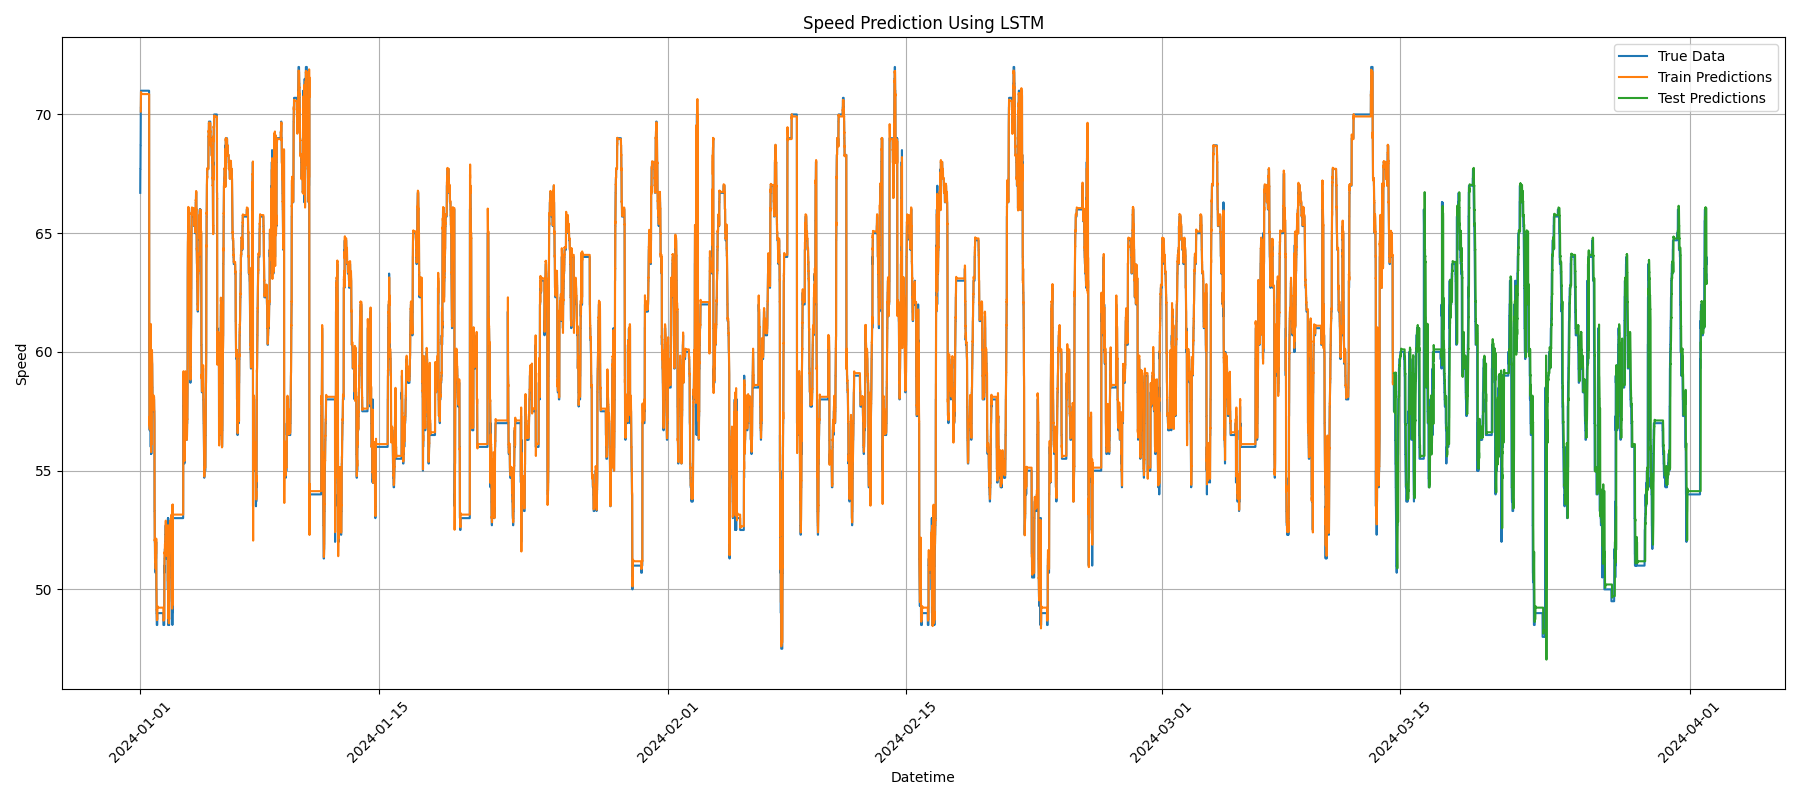 Speed Prediction Using LSTM
True Data
Train Predictions
Test Predictions
Speed
70
65
60
55
50
2024-01-01
2024-01-15
2024-02-01
2024-02-15
2024-03-01
2024-03-15
2024-04-01
Datetime